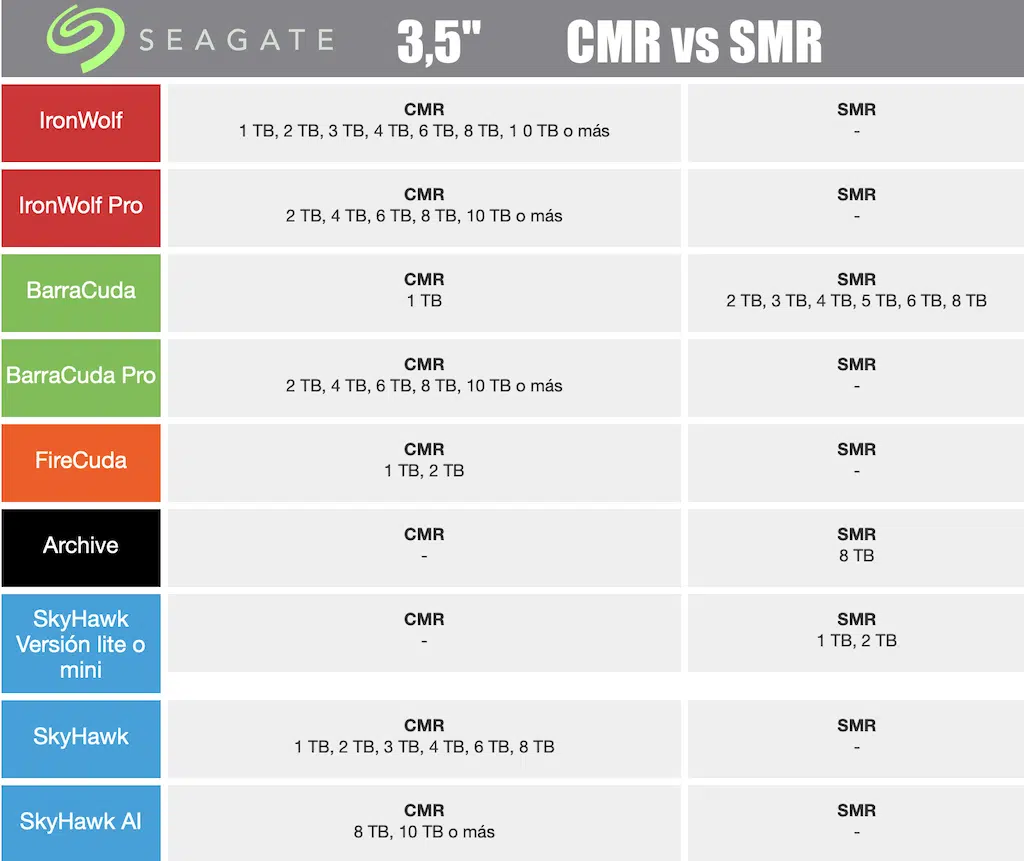 SEAGATE 3,5" CMR vs SMR
IronWolf
CMR
1 TB, 2 TB, 3 TB, 4 TB, 6 TB, 8 TB, 1 0 TB o más
SMR
-
IronWolf Pro
CMR
2 TB, 4 TB, 6 TB, 8 TB, 10 TB o más
SMR
-
BarraCuda
CMR
1 TB
SMR
2 TB, 3 TB, 4 TB, 5 TB, 6 TB, 8 TB
BarraCuda Pro
CMR
2 TB, 4 TB, 6 TB, 8 TB, 10 TB o más
SMR
-
FireCuda
CMR
1 TB, 2 TB
SMR
-
Archive
CMR
-
SMR
8 TB
SkyHawk
Versión lite o
mini
CMR
-
SMR
1 TB, 2 TB
SkyHawk
CMR
1 TB, 2 TB, 3 TB, 4 TB, 6 TB, 8 TB
SMR
-
SkyHawk AI
CMR
8 TB, 10 TB o más
SMR
-